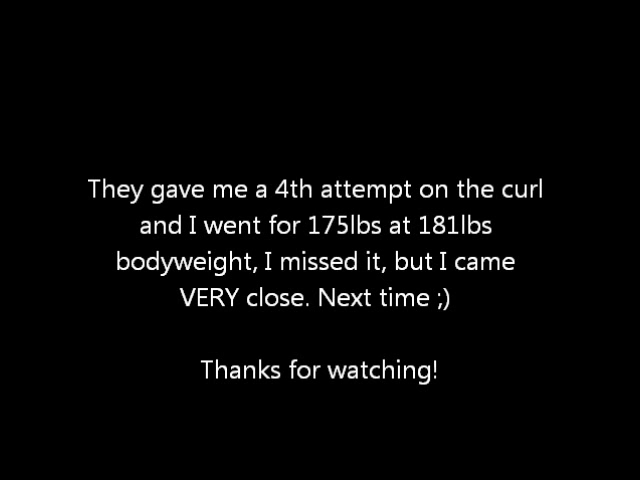 They gave me a 4th attempt on the curl
and I went for 175lbs at 181lbs
bodyweight, I missed it, but I came
VERY close. Next time ;)
Thanks for watching!